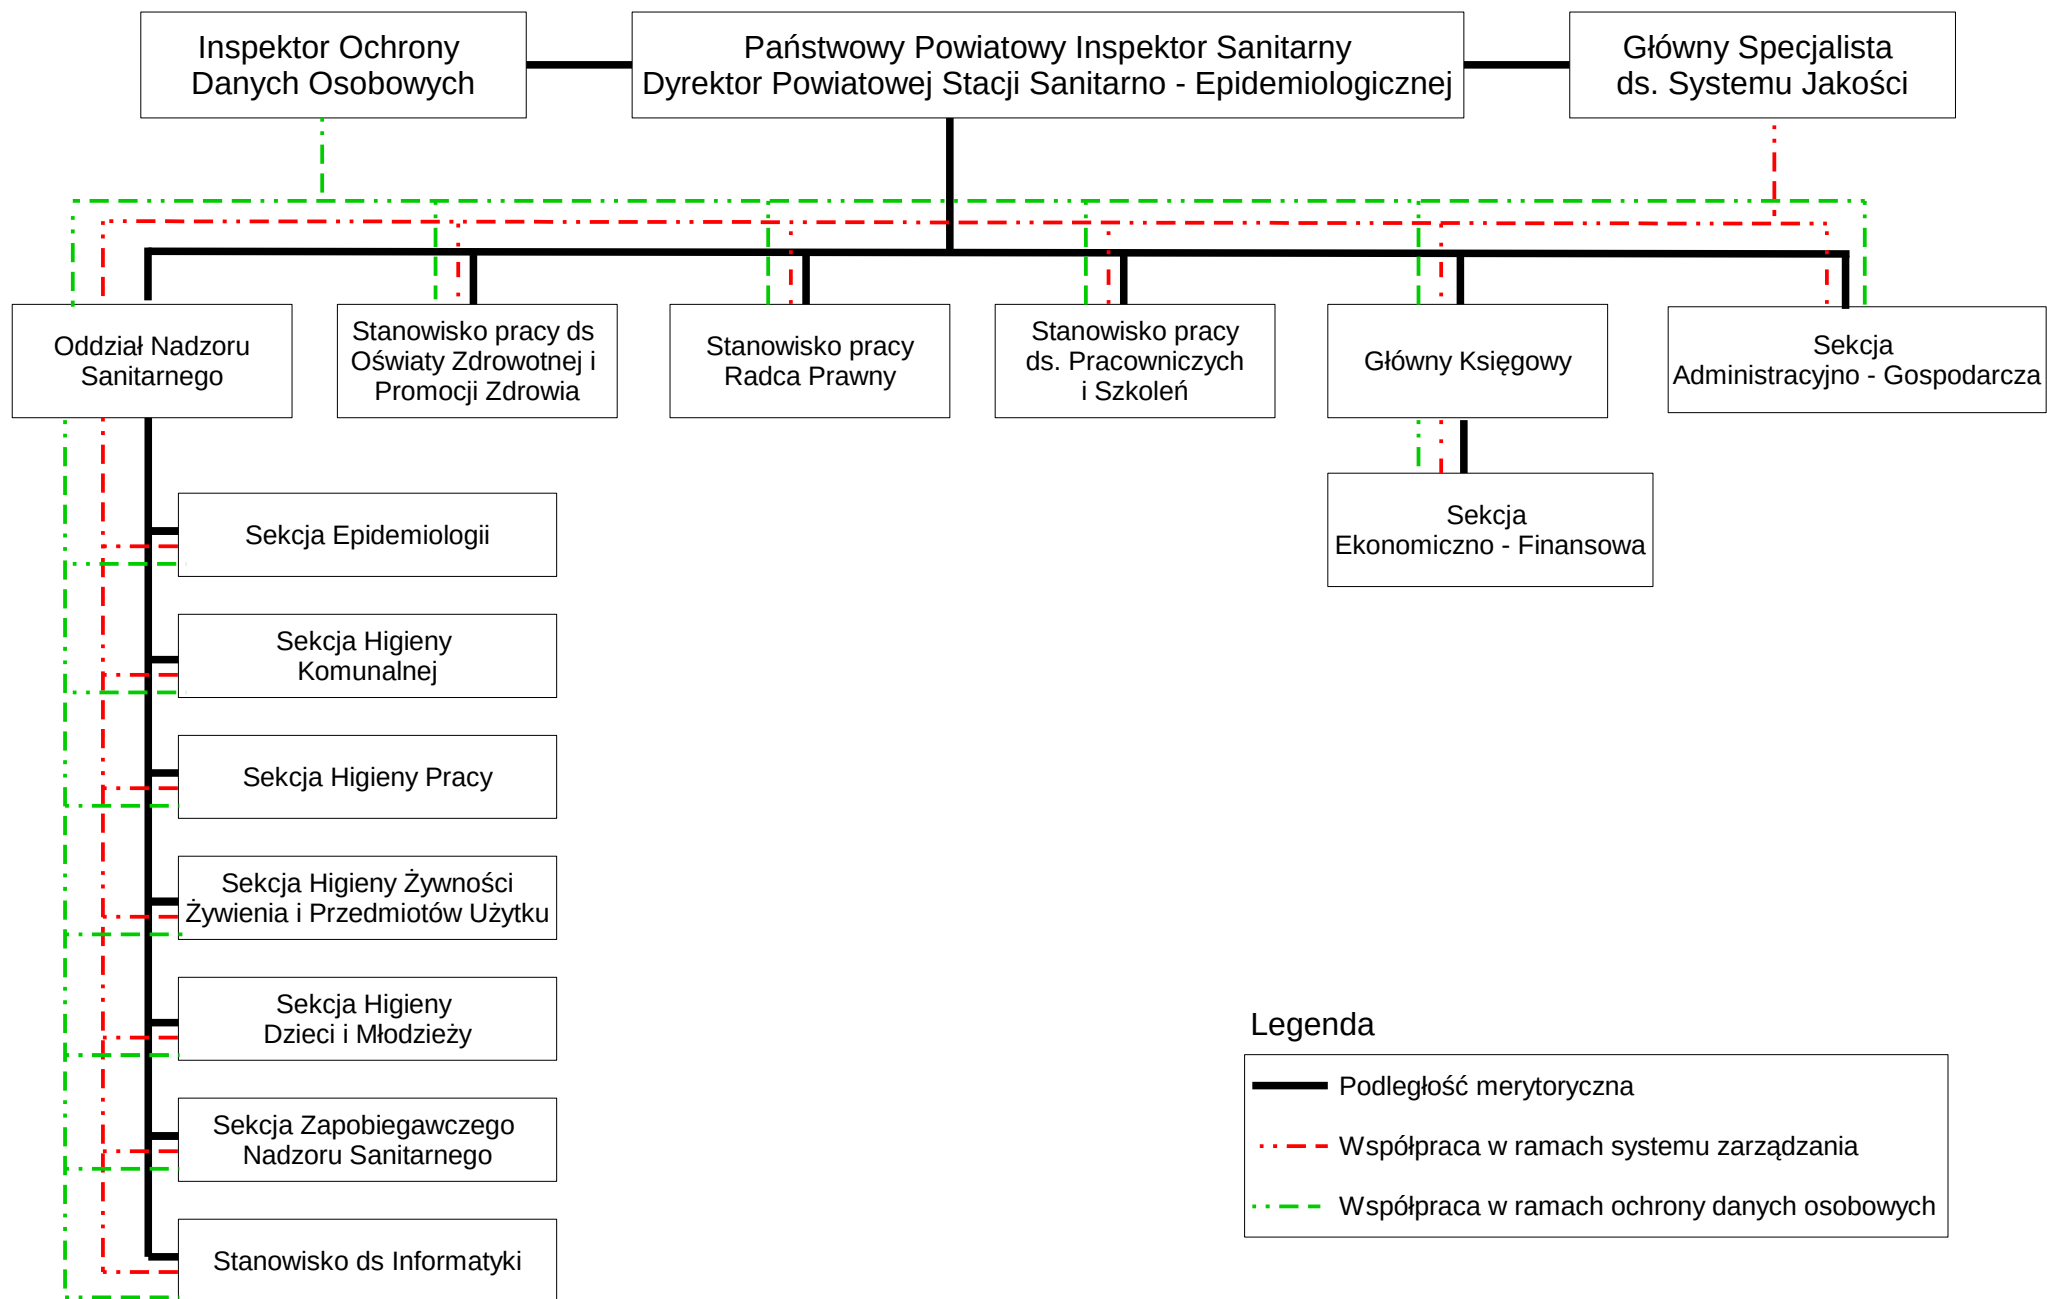 Inspektor Ochrony
Danych Osobowych
Państwowy Powiatowy Inspektor Sanitarny
Dyrektor Powiatowej Stacji Sanitarno - Epidemiologicznej
Główny Specjalista
ds. Systemu Jakości
Oddział Nadzoru
Sanitarnego
Stanowisko pracy ds
Oświaty Zdrowotnej i
Promocji Zdrowia
Stanowisko pracy
Radca Prawny
Stanowisko pracy
ds. Pracowniczych
i Szkoleń
Główny Księgowy
Sekcja
Administracyjno - Gospodarcza
Sekcja
Ekonomiczno - Finansowa
Sekcja Epidemiologii
Sekcja Higieny
Komunalnej
Sekcja Higieny Pracy
Sekcja Higieny Żywności
Żywienia i Przedmiotów Użytku
Sekcja Higieny
Dzieci i Młodzieży
Sekcja Zapobiegawczego
Nadzoru Sanitarnego
Stanowisko ds Informatyki
Legenda
Podległość merytoryczna
Współpraca w ramach systemu zarządzania
Współpraca w ramach ochrony danych osobowych